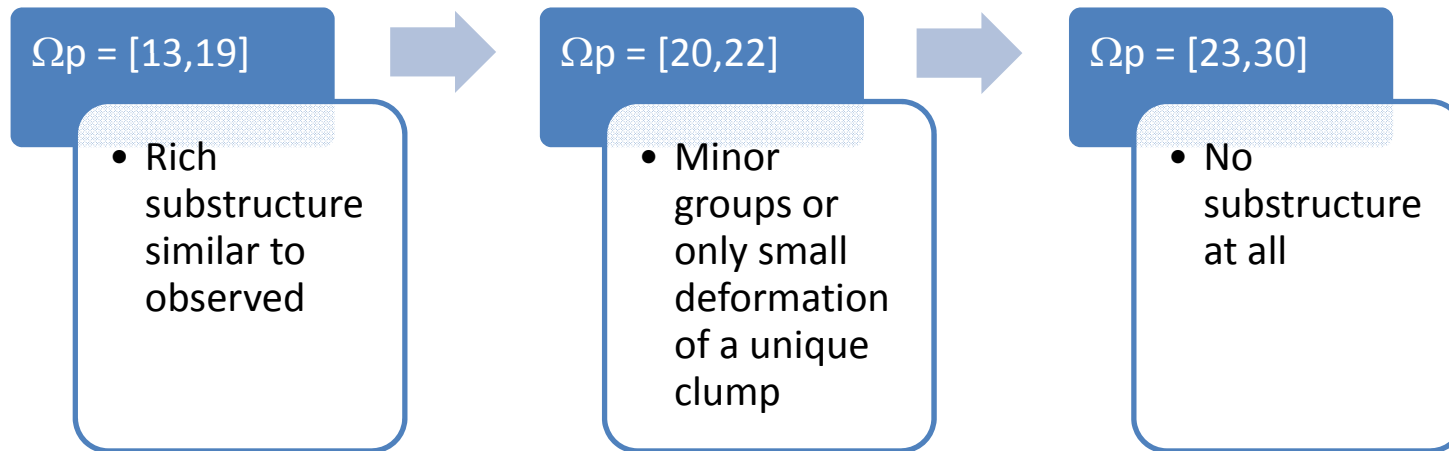 Ωp = [13,19]
• Rich
substructure
similar to
observed
Ωp = [20,22]
• Minor
groups or
only small
deformation
of a unique
clump
Ωp = [23,30]
• No
substructure
at all